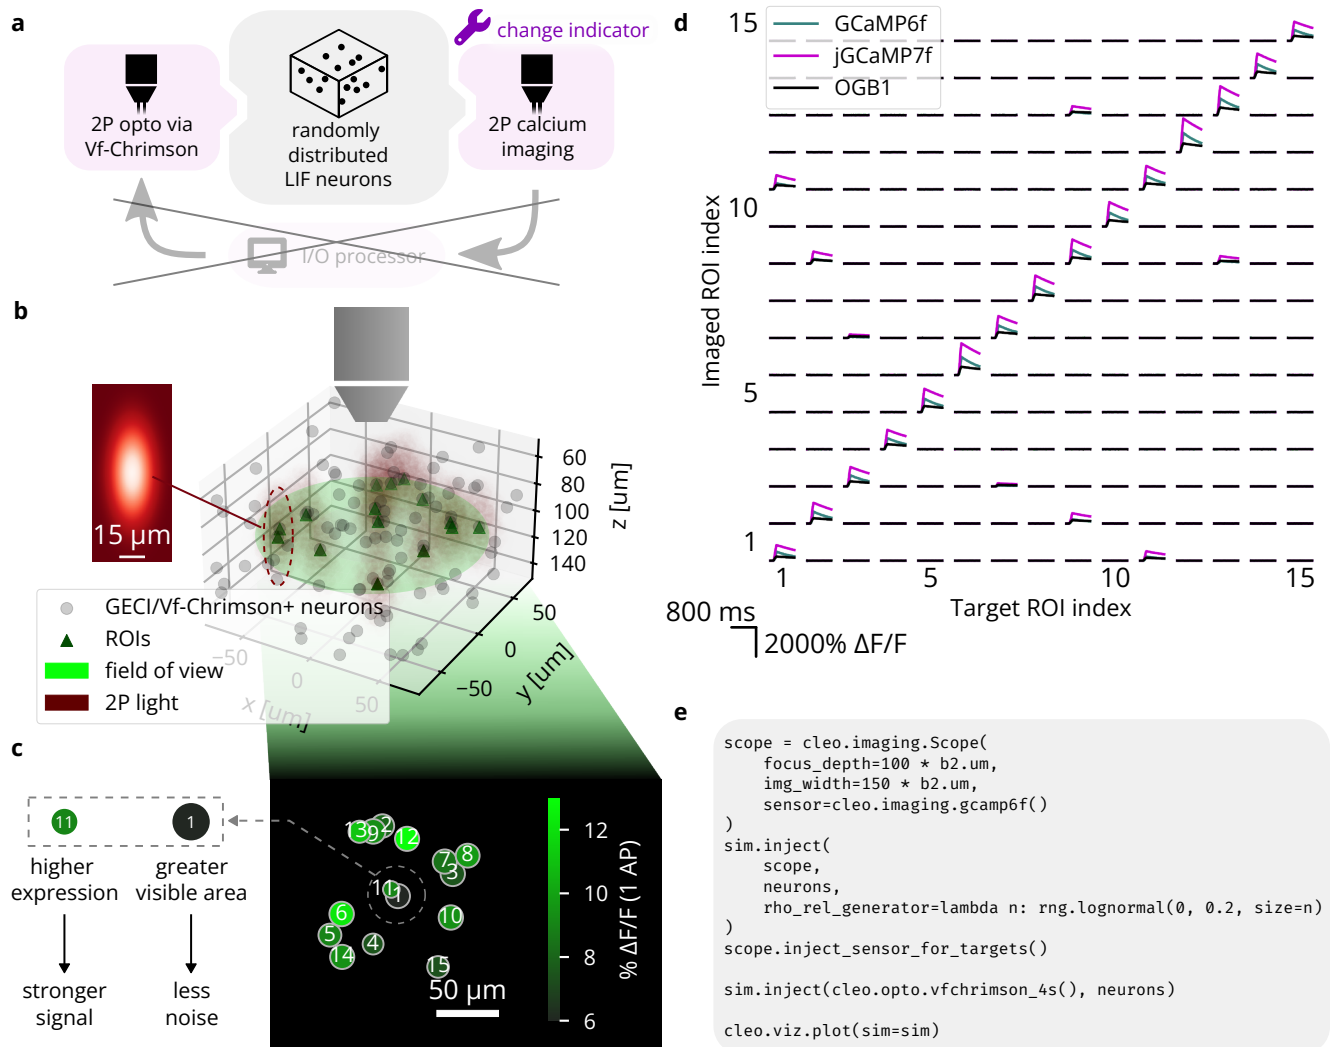 a
change indicator
2P opto via
Vf-Chrimson
randomly
distributed
LIF neurons
2P calcium
imaging
I/O processor
b
15 µm
60
80
100
120
140
z [um]
50
0
−50
y [um]
−50
0
50
x [um]
GECI/Vf-Chrimson+ neurons
ROIs
field of view
2P light
c
11
1
higher
expression
greater
visible area
stronger
signal
less
noise
13
9
2
12
7
8
3
11
1
6
10
5
4
14
15
50 µm
12
10
8
6
% ΔF/F (1 AP)
d
GCaMP6f
jGCaMP7f
OGB1
15
10
5
1
Imaged ROI index
1
5
10
15
Target ROI index
800 ms
2000% ΔF/F
e
scope = cleo.imaging.Scope(
focus_depth=100 * b2.um,
img_width=150 * b2.um,
sensor=cleo.imaging.gcamp6f()
)
sim.inject(
scope,
neurons,
rho_rel_generator=lambda n: rng.lognormal(0, 0.2, size=n)
)
scope.inject_sensor_for_targets()
sim.inject(cleo.opto.vfchrimson_4s(), neurons)
cleo.viz.plot(sim=sim)